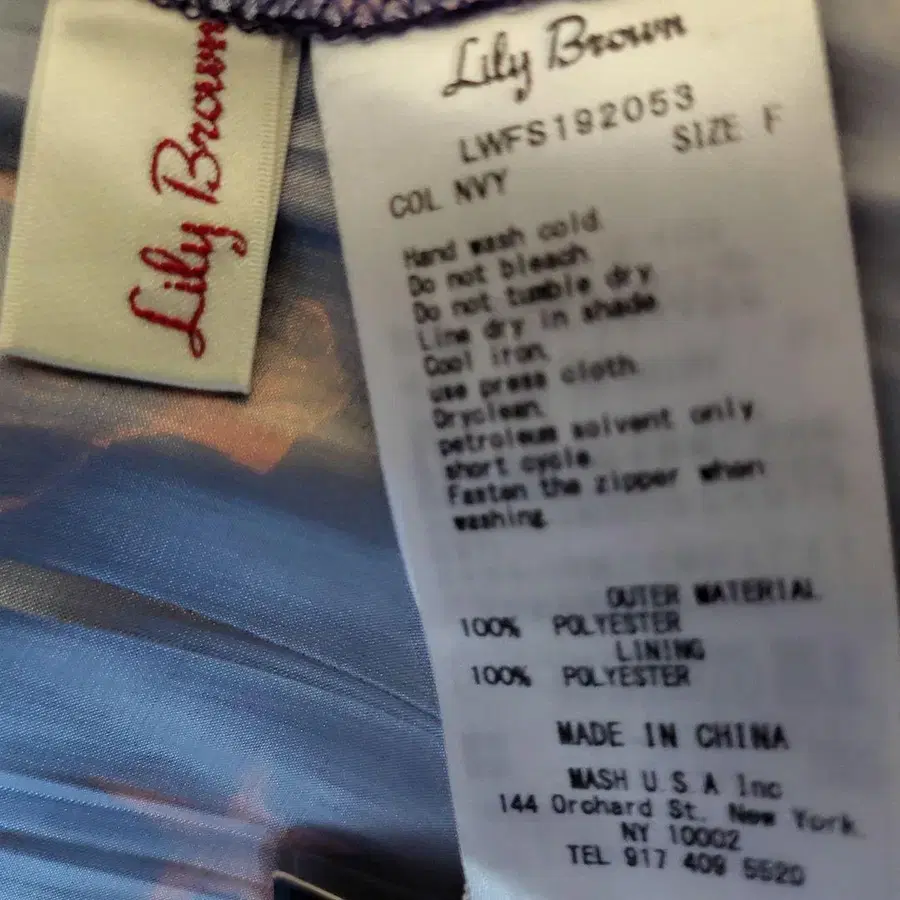 Lily Brown
Lily Brown
LWFS192053
SIZE F
COL NVY
Hand wash cold.
Do not bleach.
Do not tumble dry
Line dry in shade.
Cool iron,
use press cloth.
Dryclean,
petroleum solvent only
short cycle.
Fasten the zipper when
washing.
OUTER MATERIAL
100% POLYESTER
LINING
100% POLYESTER
MADE IN CHINA
MASH U.S.A Inc
144 Orchard St. New York,
NY 10002
TEL 917 409 5520